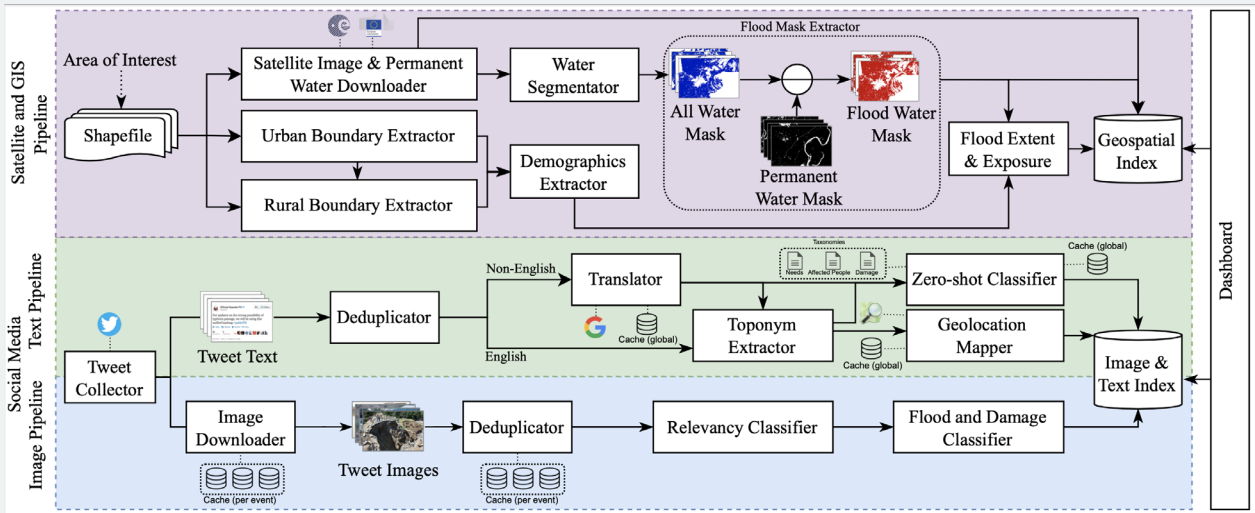 Satellite and GIS
Pipeline
Area of Interest
Shapefile
Satellite Image & Permanent
Water Downloader
Urban Boundary Extractor
Rural Boundary Extractor
Water
Segmentator
Demographics
Extractor
Flood Mask Extractor
All Water
Mask
Permanent
Water Mask
Flood Water
Mask
Flood Extent
& Exposure
Geospatial
Index
Dashboard
Social Media
Text Pipeline
Image Pipeline
Tweet
Collector
Tweet Text
Deduplicator
Non-English
English
Translator
Cache (global)
Toponym
Extractor
Taxonomies
Needs
Affected People
Damage
Zero-shot Classifier
Cache (global)
Geolocation
Mapper
Cache (global)
Image &
Text Index
Image
Downloader
Cache (per event)
Tweet Images
Deduplicator
Cache (per event)
Relevancy Classifier
Flood and Damage
Classifier